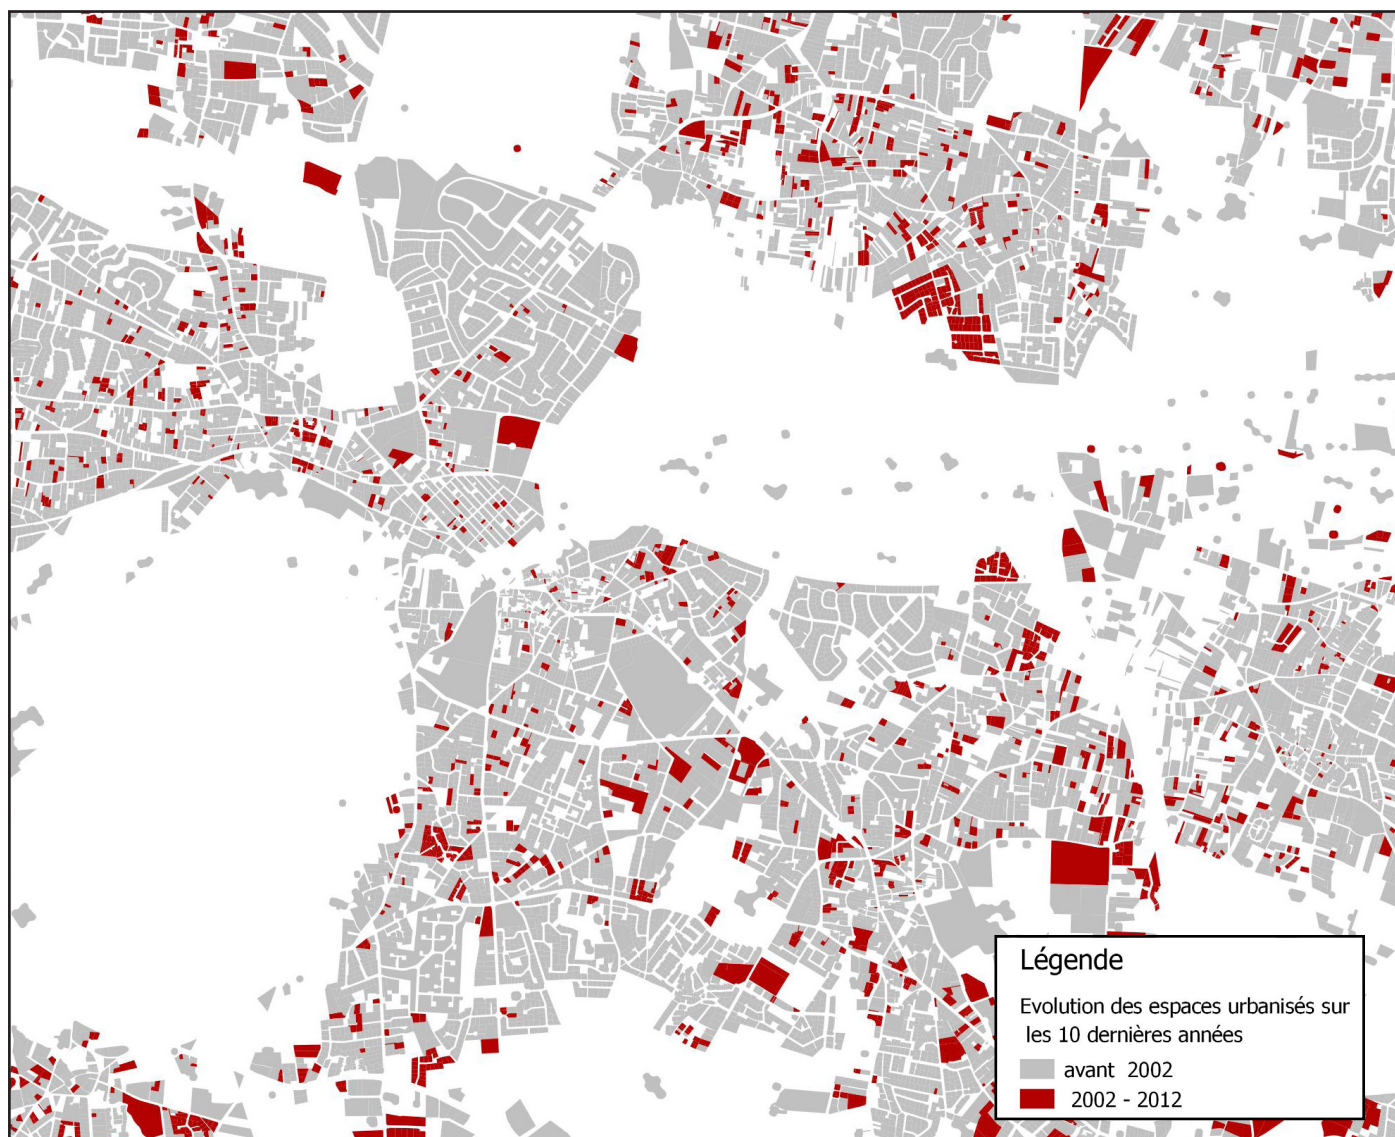 Légende
Evolution des espaces urbanisés sur
les 10 dernières années
avant 2002
2002 - 2012